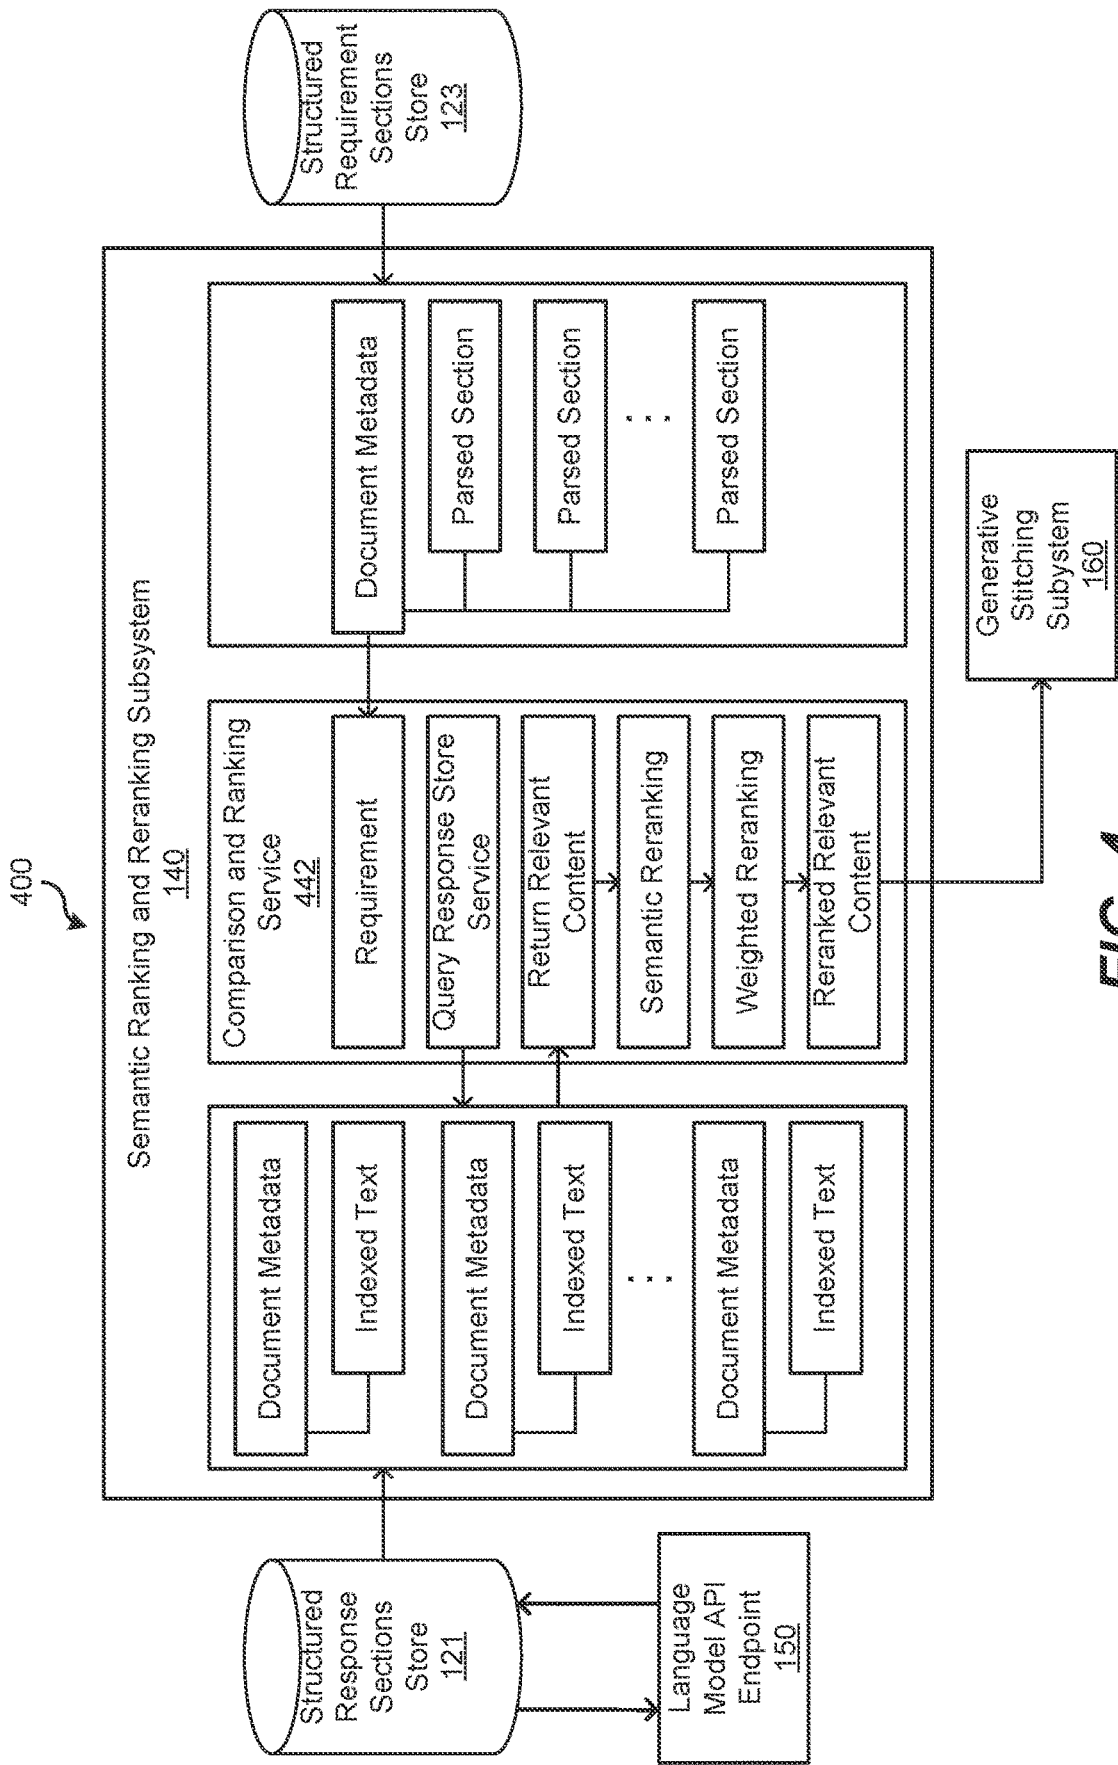 400
Semantic Ranking and Reranking Subsystem
140
Structured
Response
Sections
Store
121
Language
Model API
Endpoint
150
Document Metadata
Indexed Text
Document Metadata
Indexed Text
. . .
Document Metadata
Indexed Text
Comparison and Ranking
Service
442
Requirement
Query Response Store
Service
Return Relevant
Content
Semantic Reranking
Weighted Reranking
Reranked Relevant
Content
Document Metadata
Parsed Section
Parsed Section
. . .
Parsed Section
Structured
Requirement
Sections
Store
123
Generative
Stitching
Subystem
160
FIG. 4